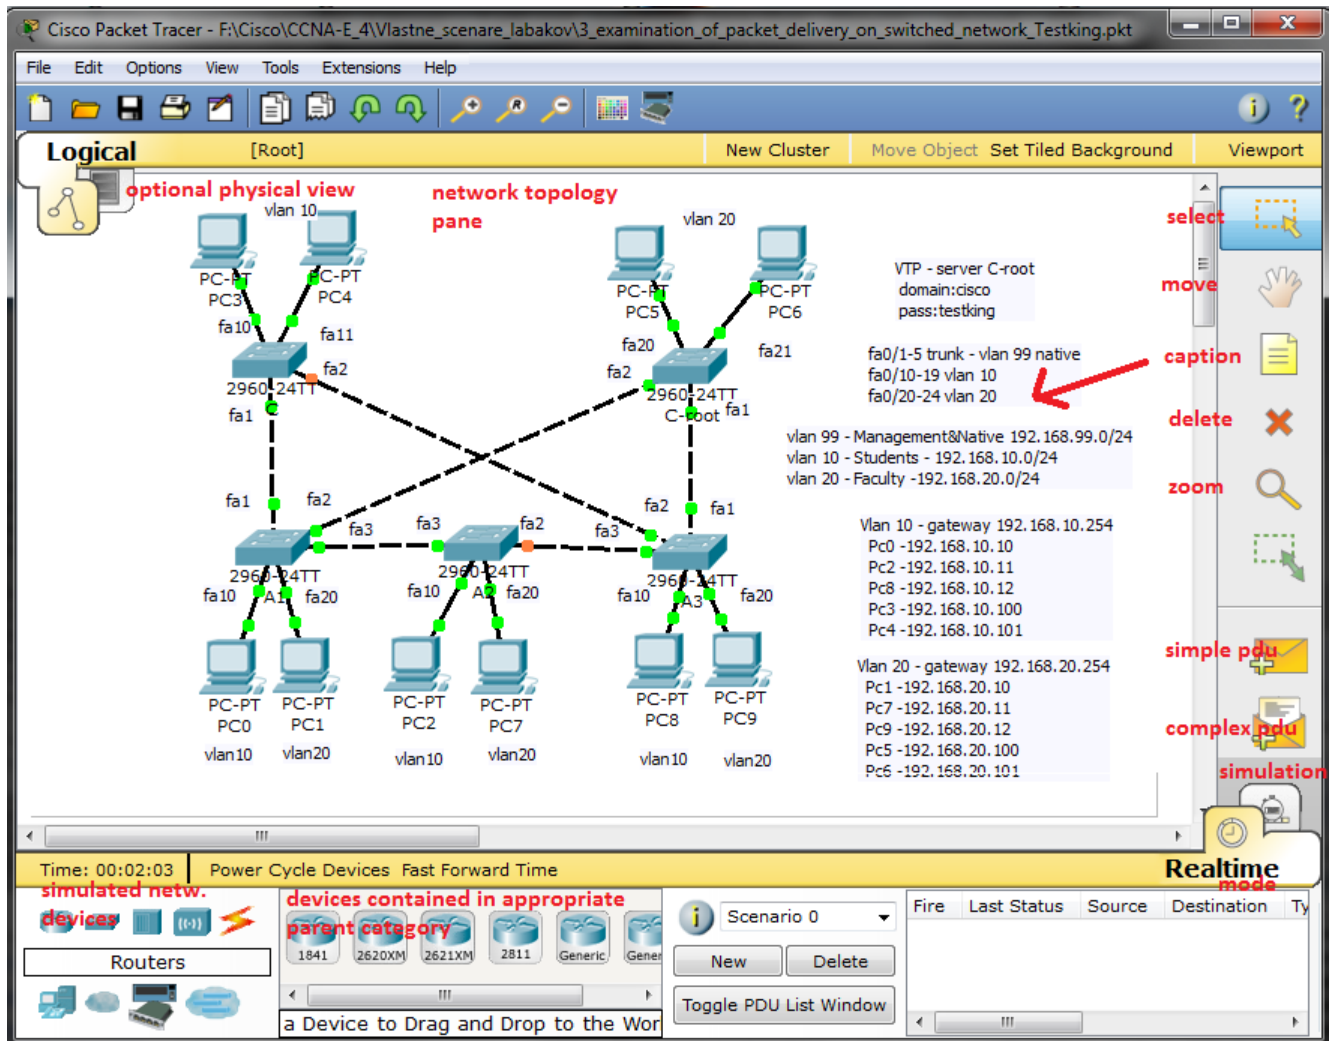 Cisco Packet Tracer - F:\Cisco\CCNA-E_4\Vlastne_scenare_labakov\3_examination_of_packet_delivery_on_switched_network_Testking.pkt
File Edit Options View Tools Extensions Help
Logical [Root] New Cluster Move Object Set Tiled Background Viewport
optional physical view
network topology
pane
vlan 10
vlan 20
PC-PT
PC3
PC-PT
PC4
PC-PT
PC5
PC-PT
PC6
fa10
fa11
fa20
fa21
fa2
fa2
2960-24TT
C
2960-24TT
C-root
fa1
fa1
VTP - server C-root
domain:cisco
pass:testking
fa0/1-5 trunk - vlan 99 native
fa0/10-19 vlan 10
fa0/20-24 vlan 20
vlan 99 - Management&Native 192.168.99.0/24
vlan 10 - Students - 192.168.10.0/24
vlan 20 - Faculty -192.168.20.0/24
fa1
fa2
fa3
fa3
fa2
fa3
fa2
fa1
2960-24TT
A1
2960-24TT
A2
2960-24TT
A3
fa10
fa20
fa10
fa20
fa10
fa20
PC-PT
PC0
PC-PT
PC1
PC-PT
PC2
PC-PT
PC7
PC-PT
PC8
PC-PT
PC9
vlan10
vlan20
vlan10
vlan20
vlan10
vlan20
Vlan 10 - gateway 192.168.10.254
Pc0 -192.168.10.10
Pc2 -192.168.10.11
Pc8 -192.168.10.12
Pc3 -192.168.10.100
Pc4 -192.168.10.101
Vlan 20 - gateway 192.168.20.254
Pc1 -192.168.20.10
Pc7 -192.168.20.11
Pc9 -192.168.20.12
Pc5 -192.168.20.100
Pc6 -192.168.20.101
select
move
caption
delete
zoom
simple pdu
complex pdu
simulation
Realtime
mode
Time: 00:02:03 Power Cycle Devices Fast Forward Time
simulated netw.
devices
Routers
devices contained in appropriate
parent category
1841 2620XM 2621XM 2811 Generic Gener
a Device to Drag and Drop to the Wor
Scenario 0
New Delete
Toggle PDU List Window
Fire Last Status Source Destination Ty